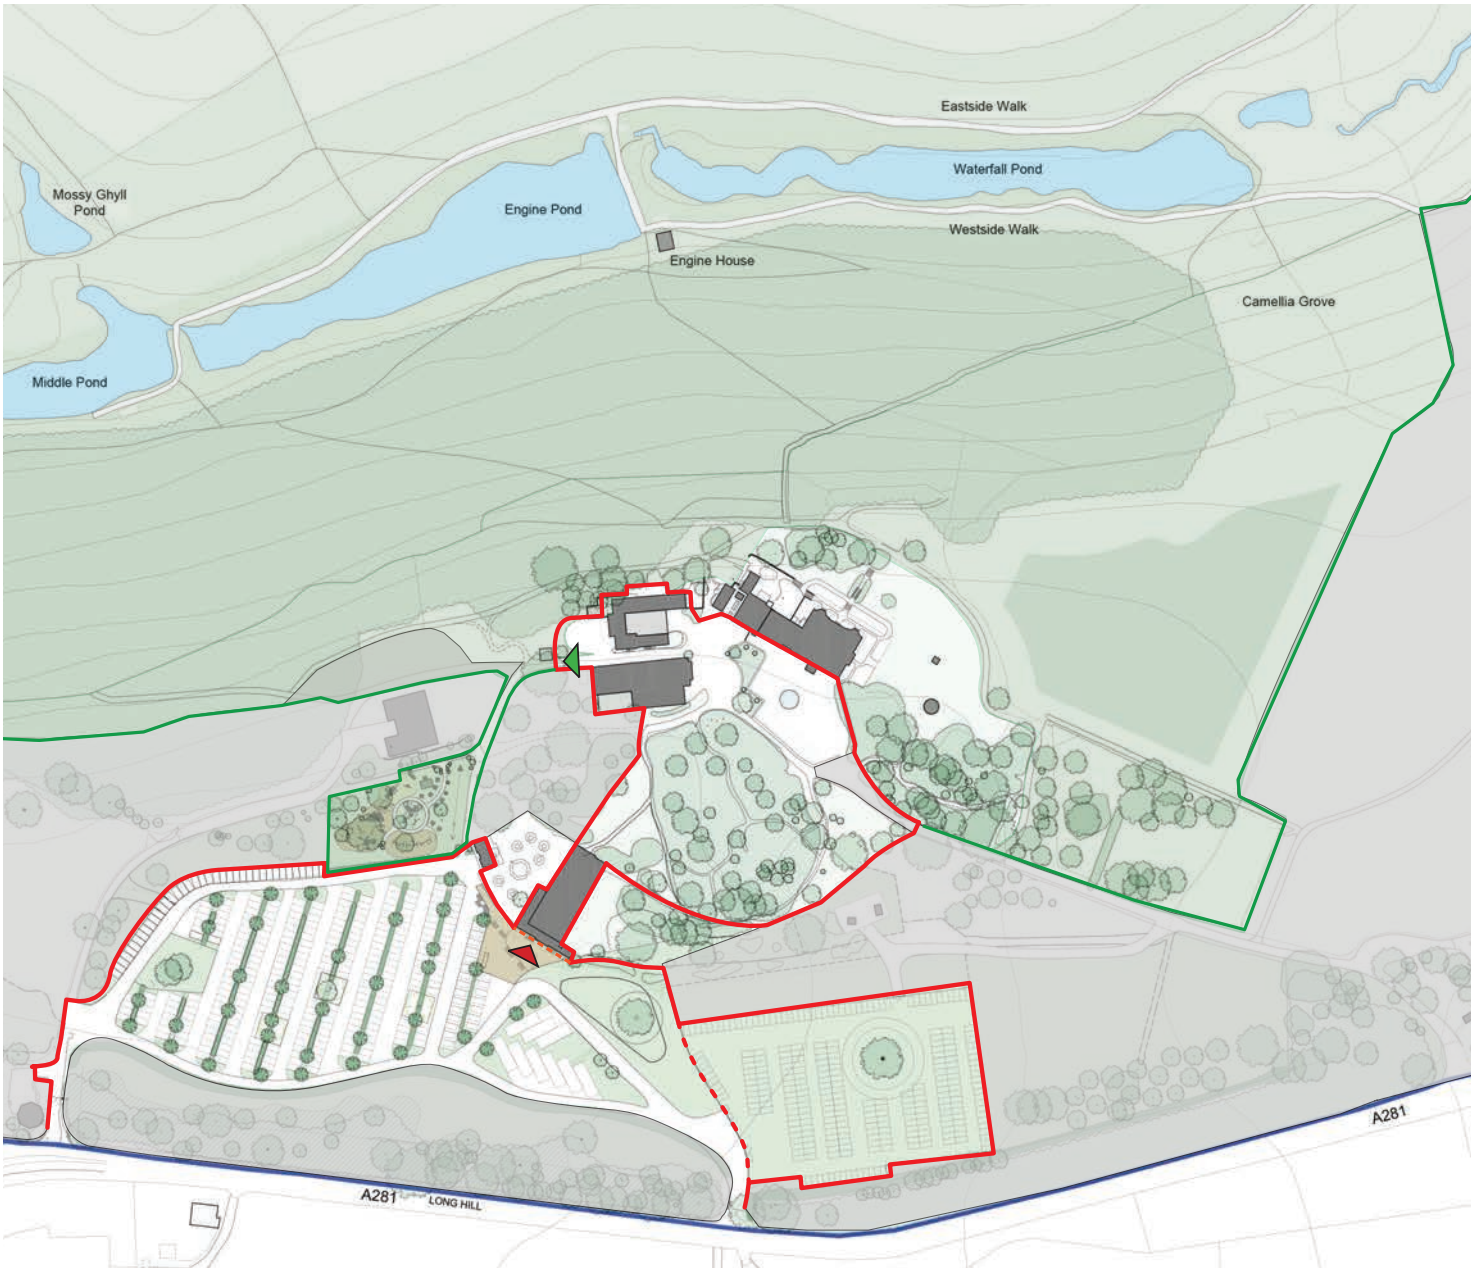 Eastside Walk
Waterfall Pond
Mossy Ghyll
Pond
Engine Pond
Westside Walk
Engine House
Camellia Grove
Middle Pond
A281
A281
LONG HILL